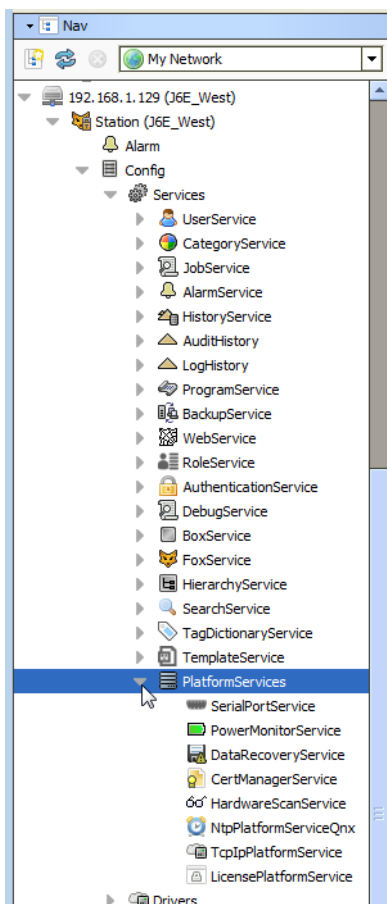 Nav
My Network
192.168.1.129 (J6E_West)
Station (J6E_West)
Alarm
Config
Services
UserService
CategoryService
JobService
AlarmService
HistoryService
AuditHistory
LogHistory
ProgramService
BackupService
WebService
RoleService
AuthenticationService
DebugService
BoxService
FoxService
HierarchyService
SearchService
TagDictionaryService
TemplateService
PlatformServices
SerialPortService
PowerMonitorService
DataRecoveryService
CertManagerService
HardwareScanService
NtpPlatformServiceQnx
TcpIpPlatformService
LicensePlatformService
Drivers